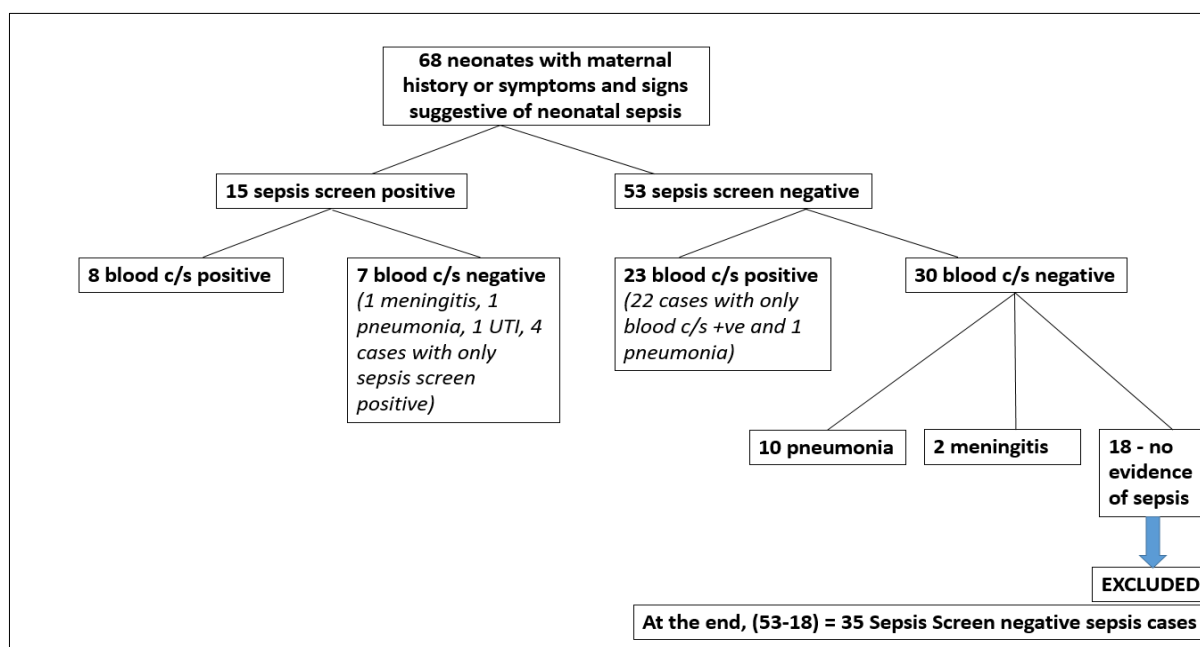 68 neonates with maternal
history or symptoms and signs
suggestive of neonatal sepsis
15 sepsis screen positive
53 sepsis screen negative
8 blood c/s positive
7 blood c/s negative
(1 meningitis, 1
pneumonia, 1 UTI, 4
cases with only
sepsis screen
positive)
23 blood c/s positive
(22 cases with only
blood c/s +ve and 1
pneumonia)
30 blood c/s negative
10 pneumonia
2 meningitis
18 - no
evidence
of sepsis
EXCLUDED
At the end, (53-18) = 35 Sepsis Screen negative sepsis cases